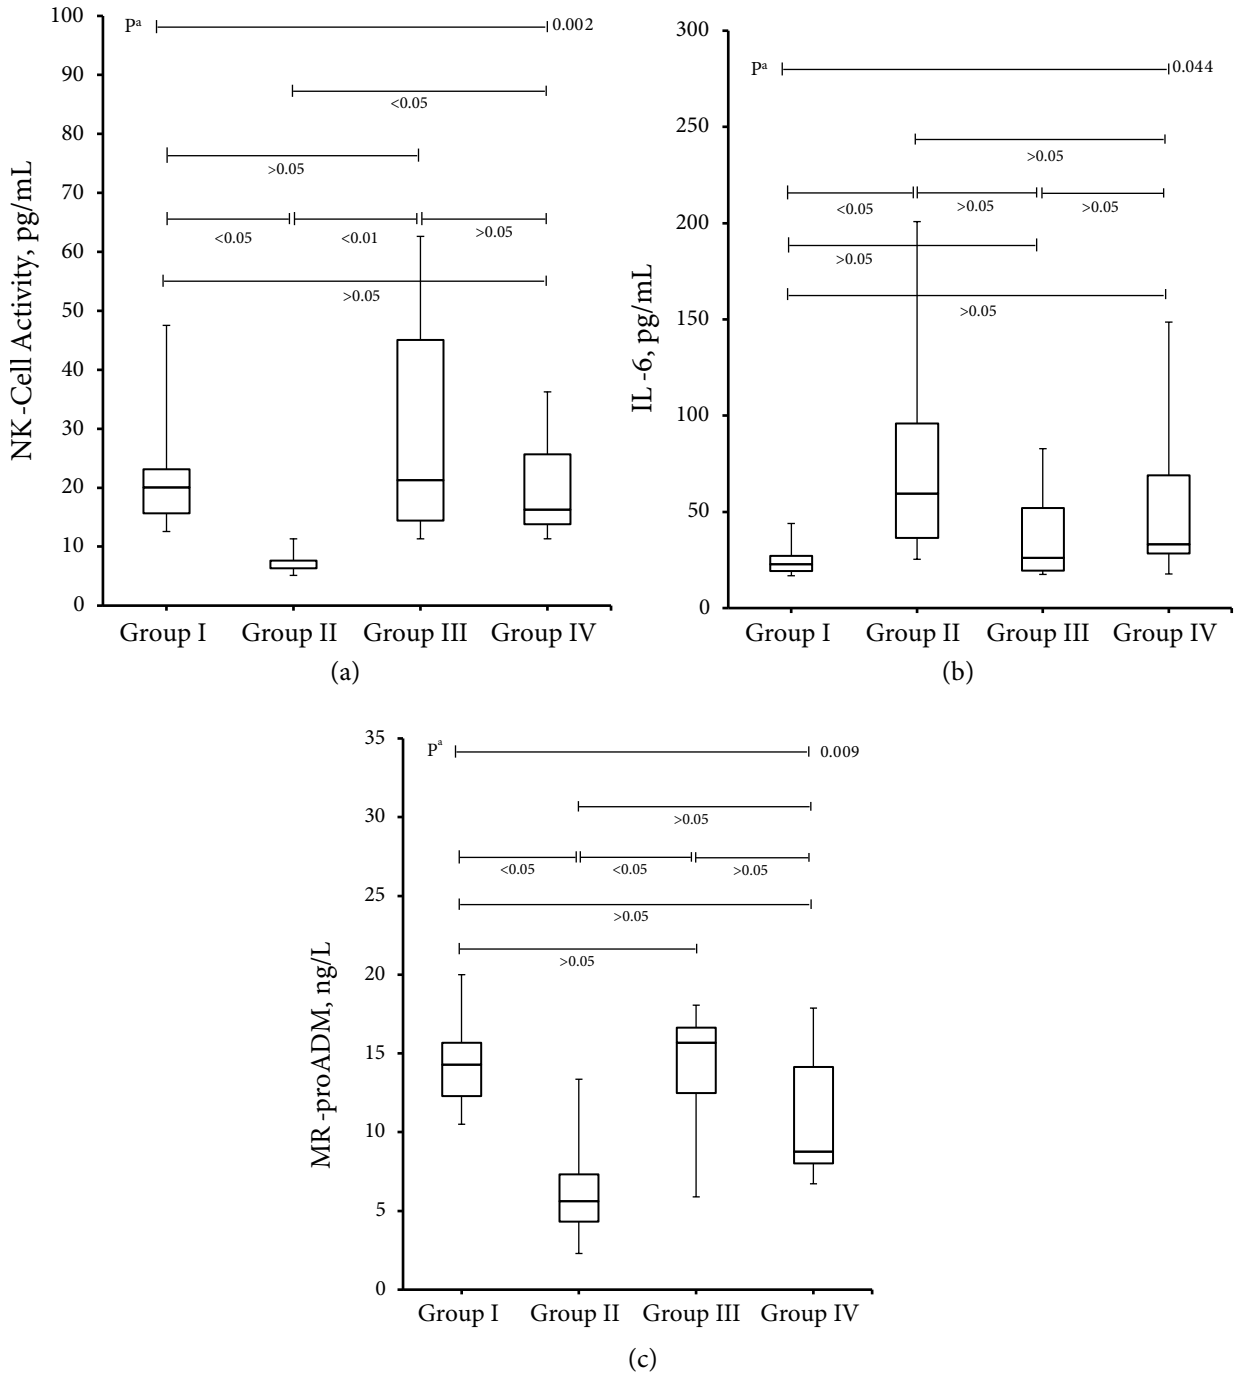 100
90
80
70
60
50
40
30
20
10
0
NK-Cell Activity, pg/mL
Pª
0.002
<0.05
>0.05
<0.05
<0.01
>0.05
>0.05
Group I
Group II
Group III
Group IV
(a)
300
250
200
150
100
50
0
IL -6, pg/mL
Pª
0.044
>0.05
<0.05
>0.05
>0.05
>0.05
>0.05
Group I
Group II
Group III
Group IV
(b)
35
30
25
20
15
10
5
0
MR -proADM, ng/L
Pª
0.009
>0.05
<0.05
<0.05
>0.05
>0.05
>0.05
Group I
Group II
Group III
Group IV
(c)